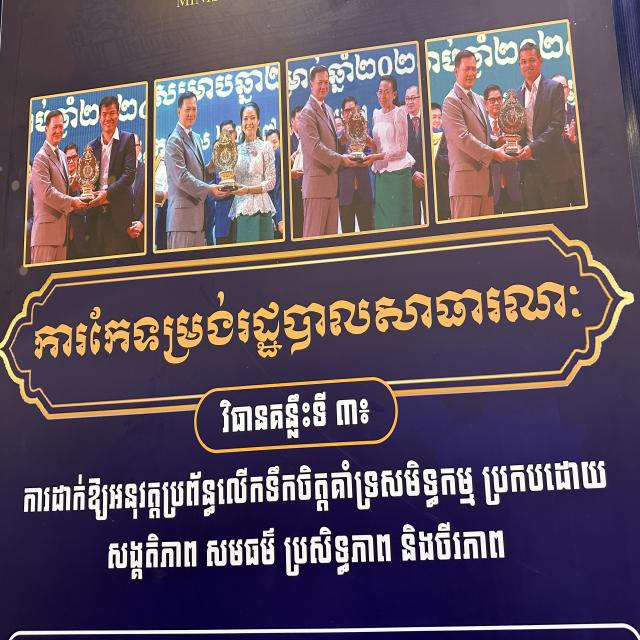 ការកែទម្រង់រដ្ឋបាលសាធារណៈ
វិធានគន្លឹះទី ៣៖
ការដាក់ឱ្យអនុវត្តប្រព័ន្ធលើកទឹកចិត្តគាំទ្រសមិទ្ធកម្ម ប្រកបដោយ
សង្គតិភាព សមធម៌ ប្រសិទ្ធភាព និងចីរភាព